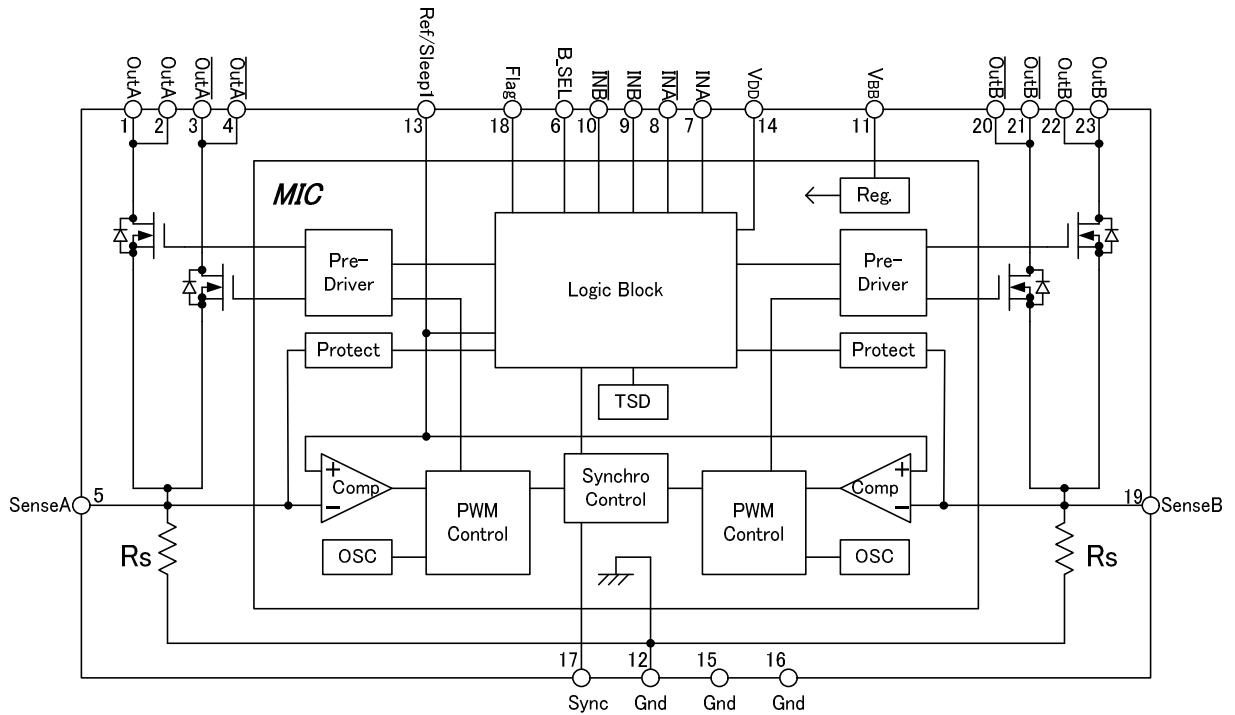 OutA
OutA
OutA
OutA
Ref/Sleep1
Flag
B_SEL
INB
INB
INA
INA
VDD
VBB
OutB
OutB
OutB
OutB
1
2
3
4
13
18
6
10
9
8
7
14
11
20
21
22
23
MIC
Reg.
Pre-
Driver
Logic Block
Pre-
Driver
Protect
Protect
TSD
+
Comp
−
PWM
Control
Synchro
Control
PWM
Control
+
Comp
−
SenseA
5
19
SenseB
Rs
OSC
OSC
Rs
17
12
15
16
Sync
Gnd
Gnd
Gnd